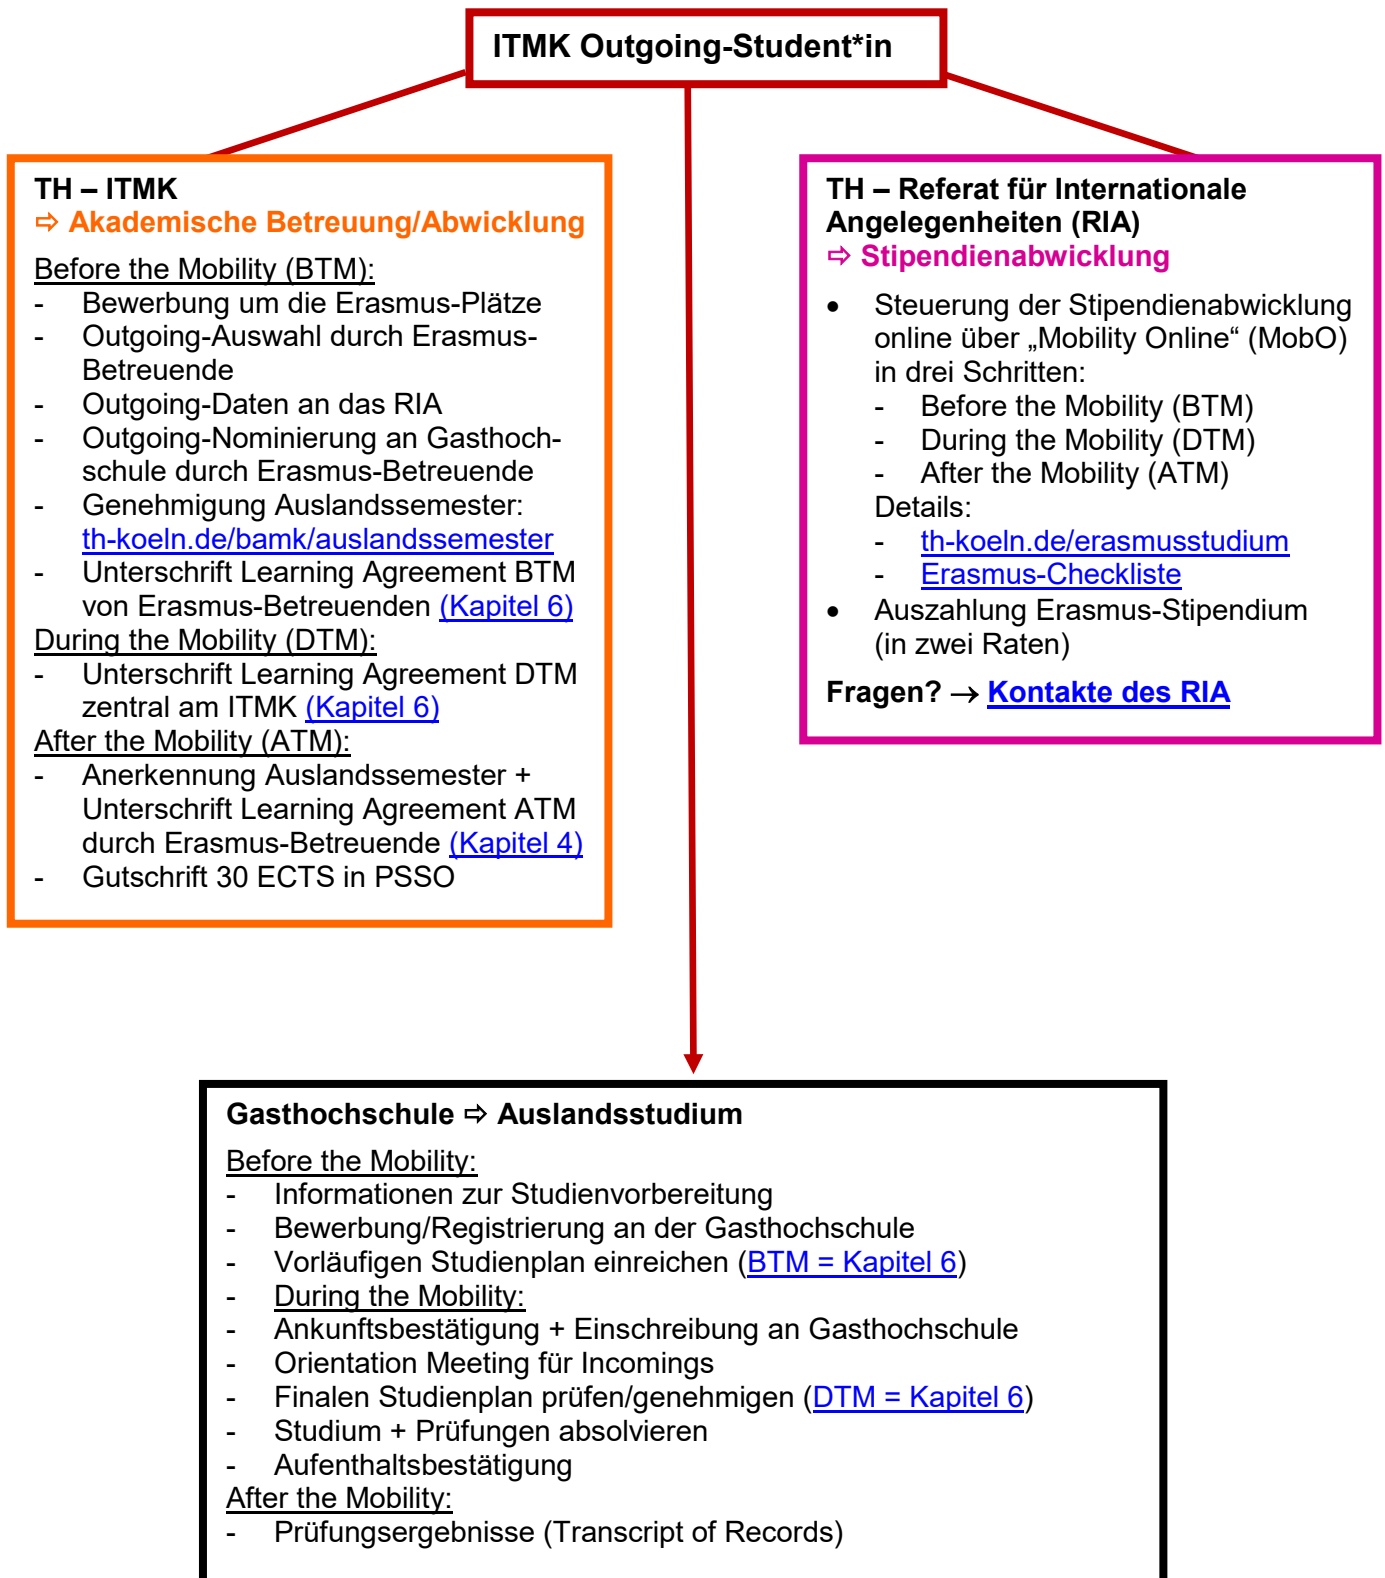 ITMK Outgoing-Student*in
TH – ITMK
⇨ Akademische Betreuung/Abwicklung
Before the Mobility (BTM):
- Bewerbung um die Erasmus-Plätze
- Outgoing-Auswahl durch Erasmus-
Betreuende
- Outgoing-Daten an das RIA
- Outgoing-Nominierung an Gasthoch-
schule durch Erasmus-Betreuende
- Genehmigung Auslandssemester:
th-koeln.de/bamk/auslandssemester
- Unterschrift Learning Agreement BTM
von Erasmus-Betreuenden (Kapitel 6)
During the Mobility (DTM):
- Unterschrift Learning Agreement DTM
zentral am ITMK (Kapitel 6)
After the Mobility (ATM):
- Anerkennung Auslandssemester +
Unterschrift Learning Agreement ATM
durch Erasmus-Betreuende (Kapitel 4)
- Gutschrift 30 ECTS in PSSO
TH – Referat für Internationale
Angelegenheiten (RIA)
⇨ Stipendienabwicklung
• Steuerung der Stipendienabwicklung
online über „Mobility Online“ (MobO)
in drei Schritten:
- Before the Mobility (BTM)
- During the Mobility (DTM)
- After the Mobility (ATM)
Details:
- th-koeln.de/erasmusstudium
- Erasmus-Checkliste
• Auszahlung Erasmus-Stipendium
(in zwei Raten)
Fragen? → Kontakte des RIA
Gasthochschule ⇨ Auslandsstudium
Before the Mobility:
- Informationen zur Studienvorbereitung
- Bewerbung/Registrierung an der Gasthochschule
- Vorläufigen Studienplan einreichen (BTM = Kapitel 6)
- During the Mobility:
- Ankunftsbestätigung + Einschreibung an Gasthochschule
- Orientation Meeting für Incomings
- Finalen Studienplan prüfen/genehmigen (DTM = Kapitel 6)
- Studium + Prüfungen absolvieren
- Aufenthaltsbestätigung
After the Mobility:
- Prüfungsergebnisse (Transcript of Records)